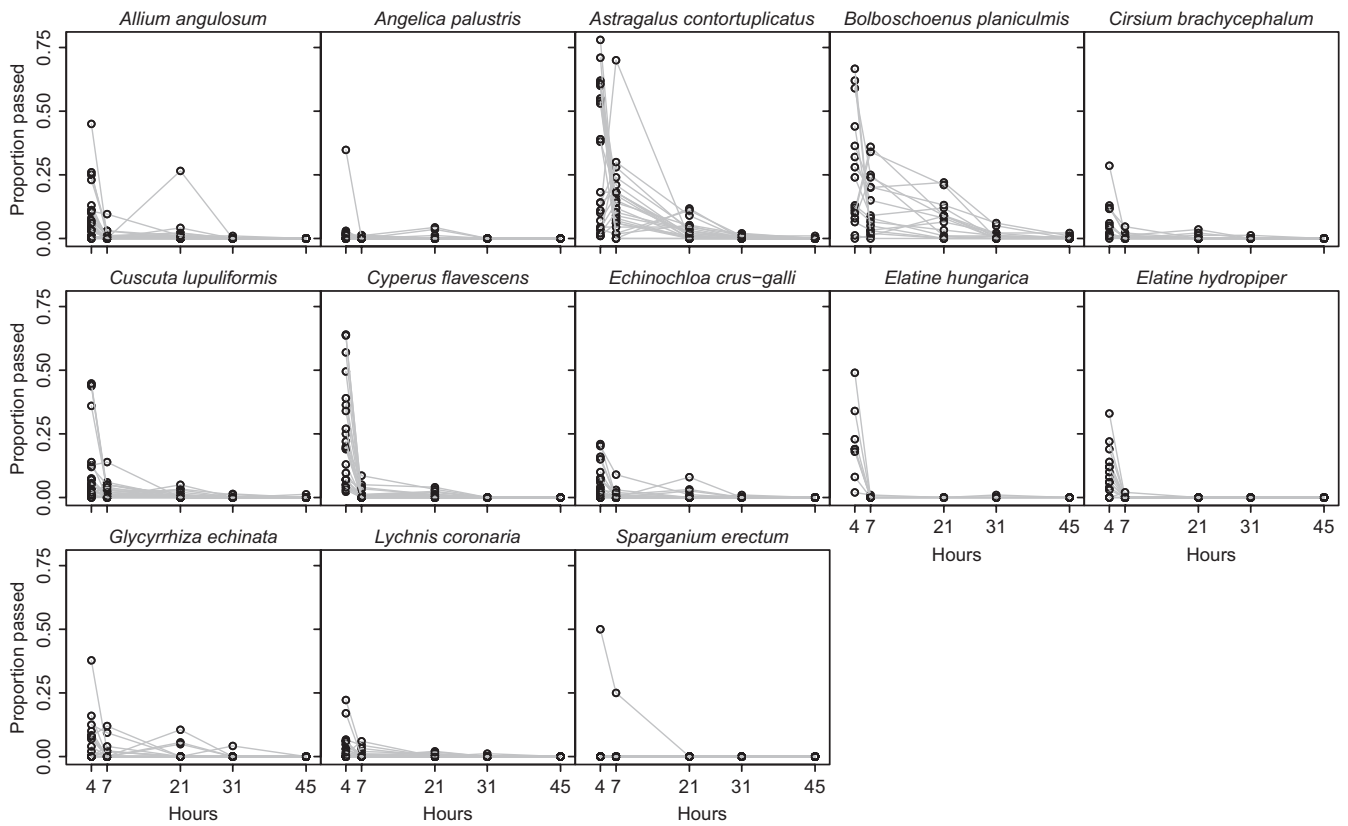 Allium angulosum Angelica palustris Astragalus contortuplicatus Bolboschoenus planiculmis Cirsium brachycephalum
Proportion passed
0.00 0.25 0.50 0.75
Cuscuta lupuliformis Cyperus flavescens Echinochloa crus−galli Elatine hungarica Elatine hydropiper
Proportion passed
0.00 0.25 0.50 0.75
4 7 21 31 45 4 7 21 31 45
Hours Hours
Glycyrrhiza echinata Lychnis coronaria Sparganium erectum
Proportion passed
0.00 0.25 0.50 0.75
4 7 21 31 45 4 7 21 31 45 4 7 21 31 45
Hours Hours Hours